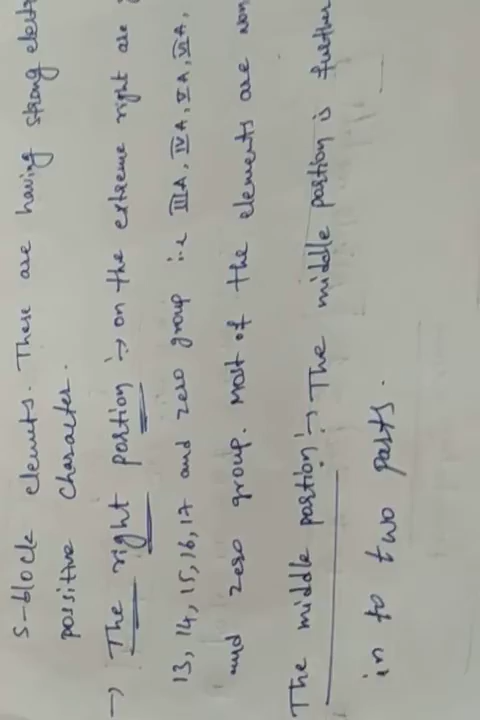 s-block elements. These are having strong
possitive character.
→ The right portion :→ on the extreme right are
13, 14, 15, 16, 17 and zero group i.e IIIA, IVA, VA, VIA,
and zero group. Most of the elements are non
The middle portion :→ The middle portion is further
in to two parts.